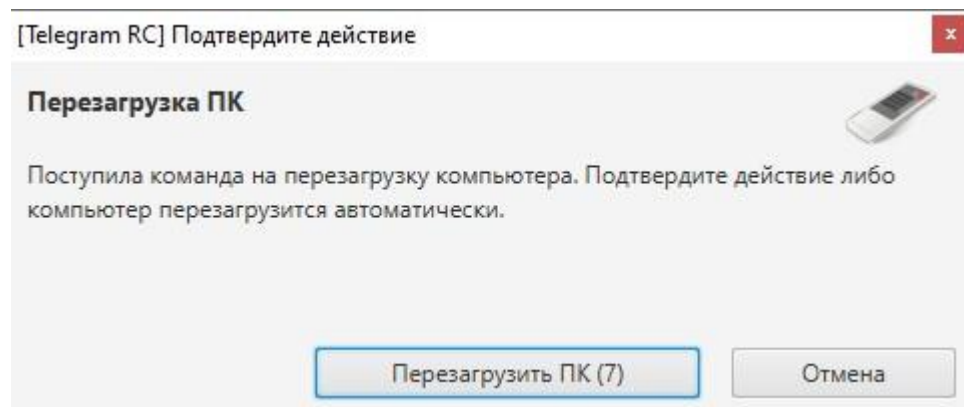 [Telegram RC] Подтвердите действие
x
Перезагрузка ПК
Поступила команда на перезагрузку компьютера. Подтвердите действие либо
компьютер перезагрузится автоматически.
Перезагрузить ПК (7)
Отмена